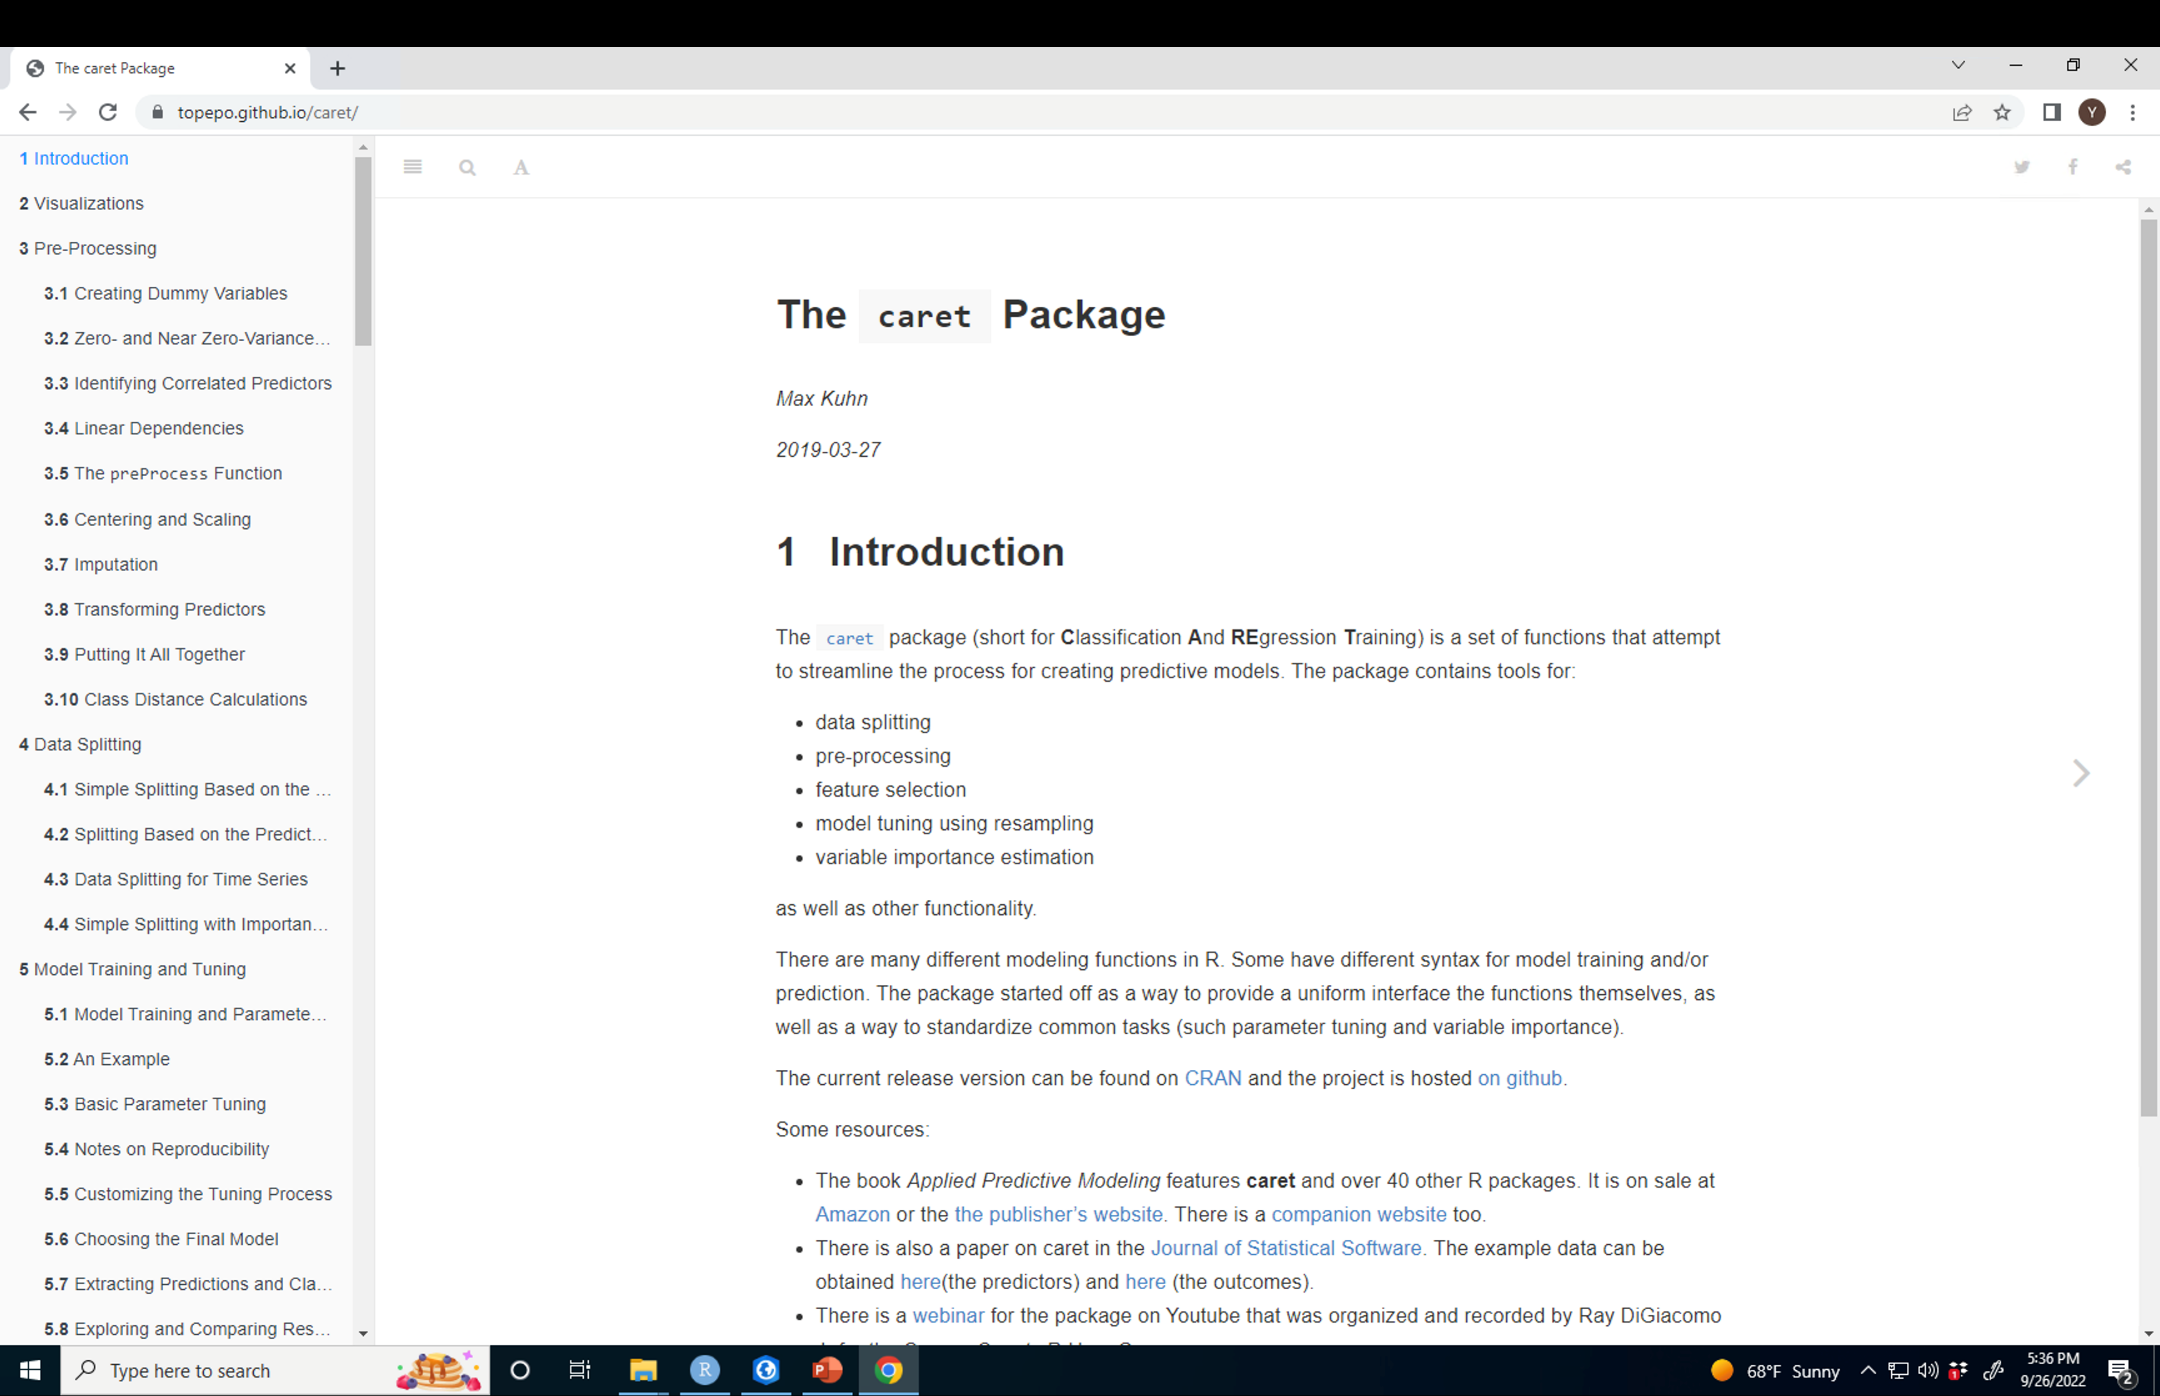 The caret Package
topepo.github.io/caret/
Y
1 Introduction
2 Visualizations
3 Pre-Processing
3.1 Creating Dummy Variables
3.2 Zero- and Near Zero-Variance...
3.3 Identifying Correlated Predictors
3.4 Linear Dependencies
3.5 The preProcess Function
3.6 Centering and Scaling
3.7 Imputation
3.8 Transforming Predictors
3.9 Putting It All Together
3.10 Class Distance Calculations
4 Data Splitting
4.1 Simple Splitting Based on the ...
4.2 Splitting Based on the Predict...
4.3 Data Splitting for Time Series
4.4 Simple Splitting with Importan...
5 Model Training and Tuning
5.1 Model Training and Paramete...
5.2 An Example
5.3 Basic Parameter Tuning
5.4 Notes on Reproducibility
5.5 Customizing the Tuning Process
5.6 Choosing the Final Model
5.7 Extracting Predictions and Cla...
5.8 Exploring and Comparing Res...
A
The caret Package
Max Kuhn
2019-03-27
1 Introduction
The caret package (short for Classification And REgression Training) is a set of functions that attempt
to streamline the process for creating predictive models. The package contains tools for:
• data splitting
• pre-processing
• feature selection
• model tuning using resampling
• variable importance estimation
as well as other functionality.
There are many different modeling functions in R. Some have different syntax for model training and/or
prediction. The package started off as a way to provide a uniform interface the functions themselves, as
well as a way to standardize common tasks (such parameter tuning and variable importance).
The current release version can be found on CRAN and the project is hosted on github.
Some resources:
• The book Applied Predictive Modeling features caret and over 40 other R packages. It is on sale at
Amazon or the the publisher's website. There is a companion website too.
• There is also a paper on caret in the Journal of Statistical Software. The example data can be
obtained here(the predictors) and here (the outcomes).
• There is a webinar for the package on Youtube that was organized and recorded by Ray DiGiacomo
Type here to search
R
P
68°F Sunny
1
5:36 PM
9/26/2022
2